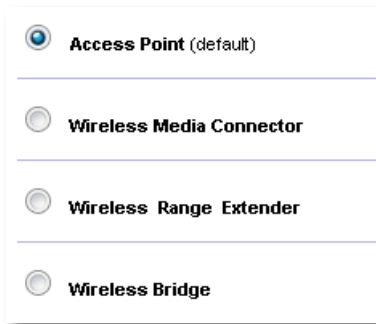 Access Point (default)
Wireless Media Connector
Wireless Range Extender
Wireless Bridge